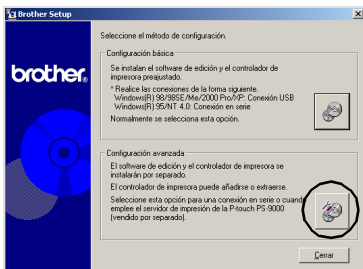 Brother Setup
Seleccione el método de configuración.
brother®
Configuración básica
Se instalan el software de edición y el controlador de
impresora preajustado.
* Realice las conexiones de la forma siguiente.
Windows(R) 98/98SE/Me/2000 Pro/XP: Conexión USB
Windows(R) 95/NT 4.0: Conexión en serie
Normalmente se selecciona esta opción.
Configuración avanzada
El software de edición y el controlador de impresora se
instalarán por separado.
El controlador de impresora puede añadirse o extraerse.
Seleccione esta opción para una conexión en serie o cuando
emplee el servidor de impresión de la P-touch PS-9000
(vendido por separado).
Cerrar